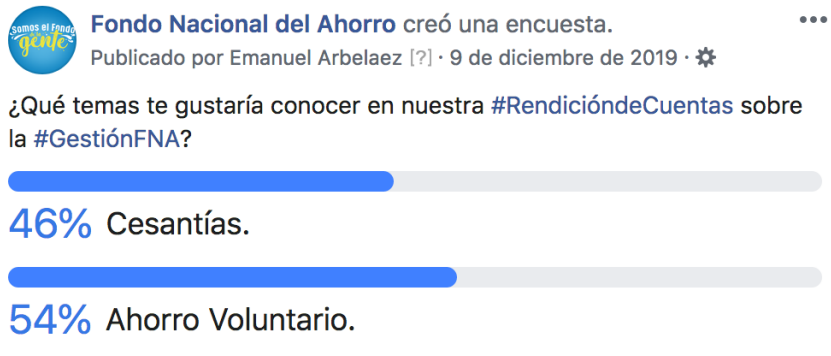 Somos el Fondo
de la
gente
Fondo Nacional del Ahorro creó una encuesta.
Publicado por Emanuel Arbelaez [?] · 9 de diciembre de 2019 ·
¿Qué temas te gustaría conocer en nuestra #RendicióndeCuentas sobre
la #GestiónFNA?
46% Cesantías.
54% Ahorro Voluntario.